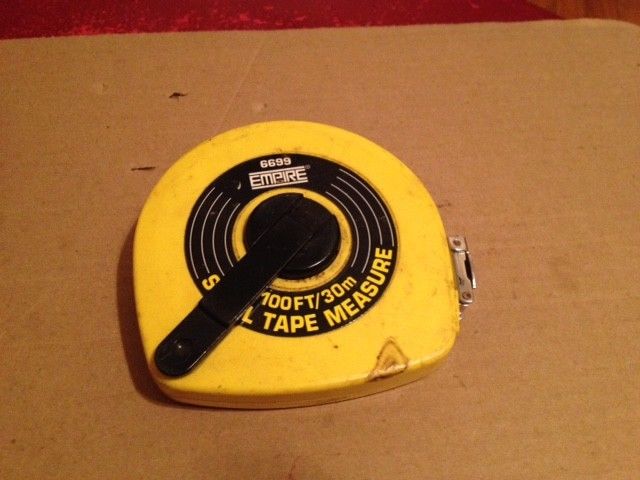 6699
EMPIRE®
100FT/30m
TAPE MEASURE